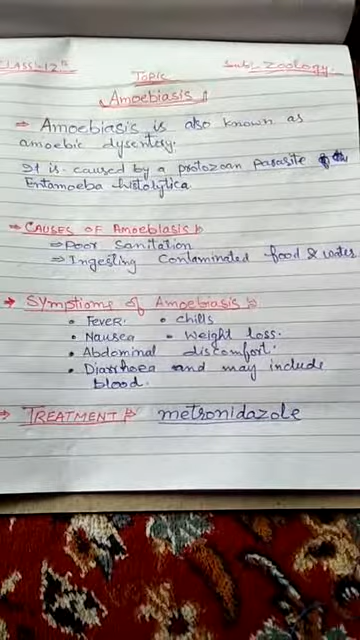 CLASS-12th Sub:- Zoology.
Topic
Amoebiasis
⇒ Amoebiasis is also known as
amoebic dysentery.
It is caused by a protozoan parasite
Entamoeba histolytica
⇒ CAUSES OF AMOEBIASIS
⇒ Poor Sanitation
⇒ Ingesting Contaminated food & water
→ Symptioms of Amoebiasis
• Fever. • chills
• Nausea • Weight loss.
• Abdominal discomfort.
• Diarrhoea and may include
blood.
⇒ TREATMENT metronidazole